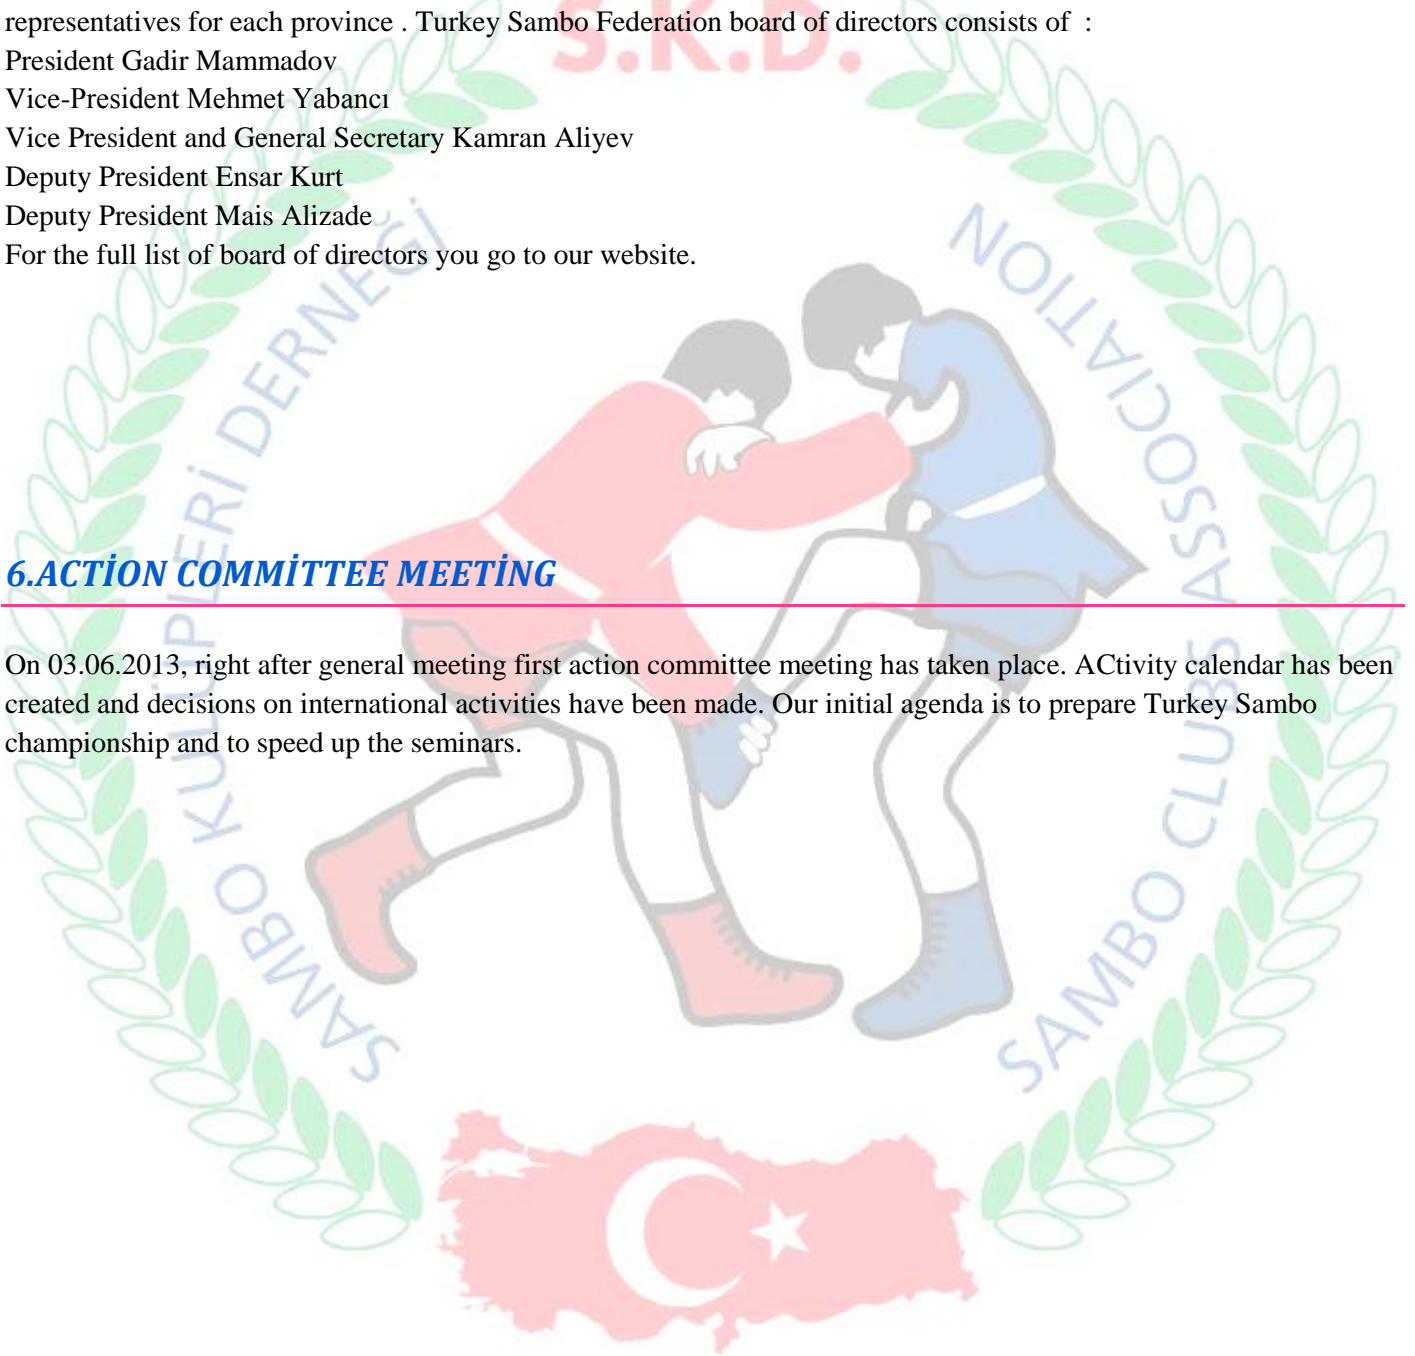 S.K.D.
representatives for each province . Turkey Sambo Federation board of directors consists of  :
President Gadir Mammadov
Vice-President Mehmet Yabancı
Vice President and General Secretary Kamran Aliyev
Deputy President Ensar Kurt
Deputy President Mais Alizade
For the full list of board of directors you go to our website.
6.ACTİON COMMİTTEE MEETİNG
On 03.06.2013, right after general meeting first action committee meeting has taken place. ACtivity calendar has been
created and decisions on international activities have been made. Our initial agenda is to prepare Turkey Sambo
championship and to speed up the seminars.
SAMBO KULÜPLERİ DERNEĞİ
SAMBO CLUBS ASSOCIATION